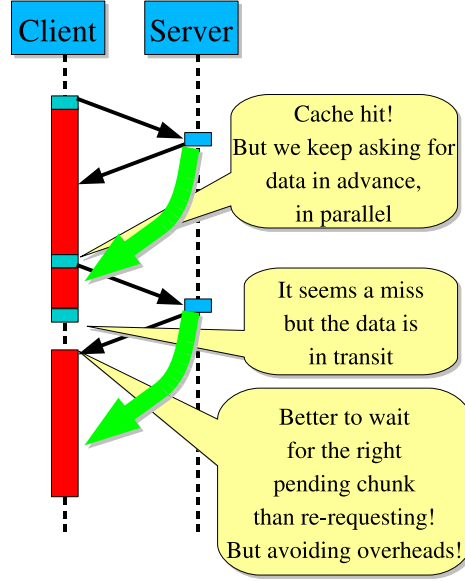 Client
Server
Cache hit!
But we keep asking for
data in advance,
in parallel
It seems a miss
but the data is
in transit
Better to wait
for the right
pending chunk
than re-requesting!
But avoiding overheads!